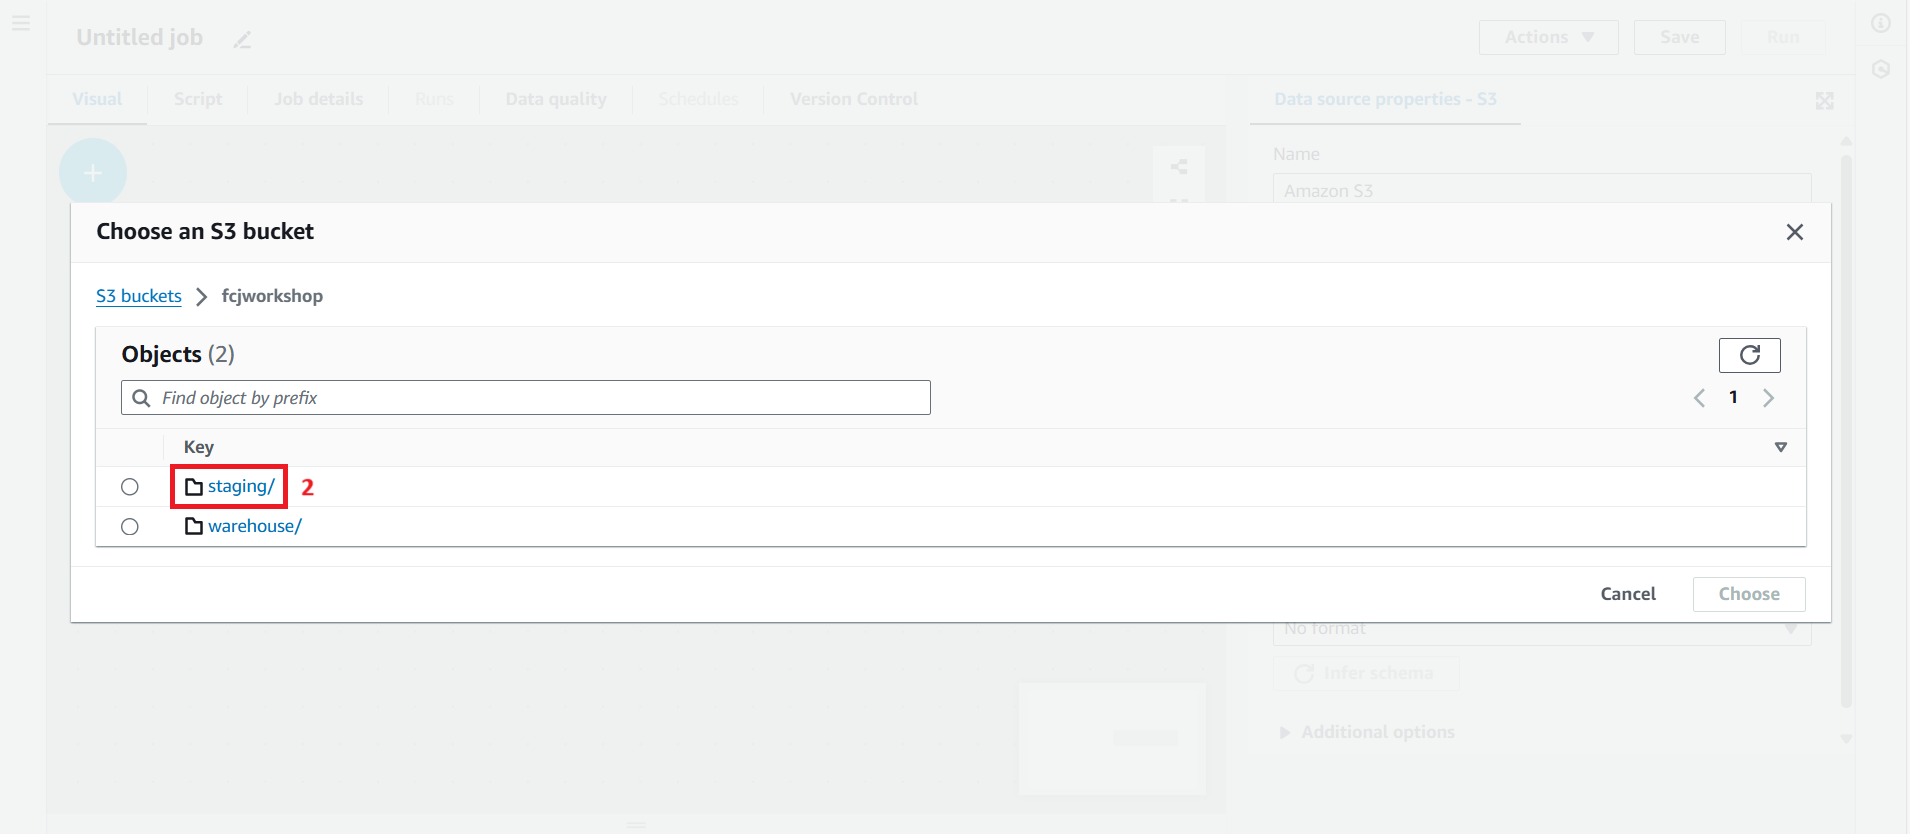 Untitled job
Actions
Save
Run
Visual
Script
Job details
Runs
Data quality
Schedules
Version Control
Data source properties - S3
Name
Amazon S3
Choose an S3 bucket
S3 buckets
fcjworkshop
Objects (2)
Find object by prefix
1
Key
staging/
2
warehouse/
Cancel
Choose
No format
Infer schema
Additional options